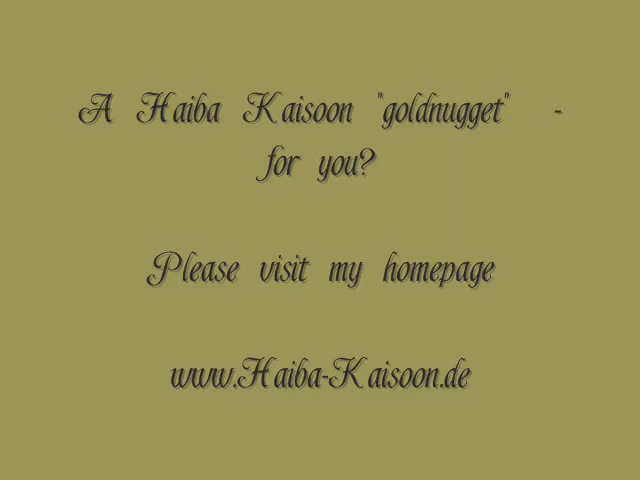 A Haiba Kaisoon "goldnugget" -
for you?
Please visit my homepage
www.Haiba-Kaisoon.de